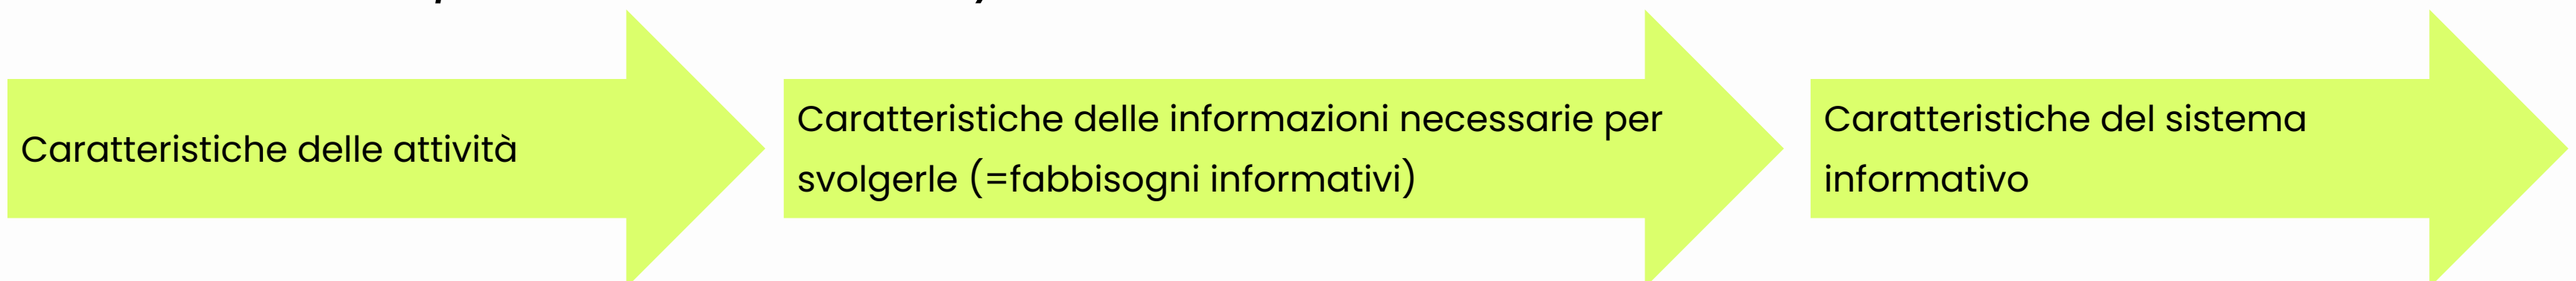 Caratteristiche delle attività
Caratteristiche delle informazioni necessarie per
svolgerle (=fabbisogni informativi)
Caratteristiche del sistema
informativo